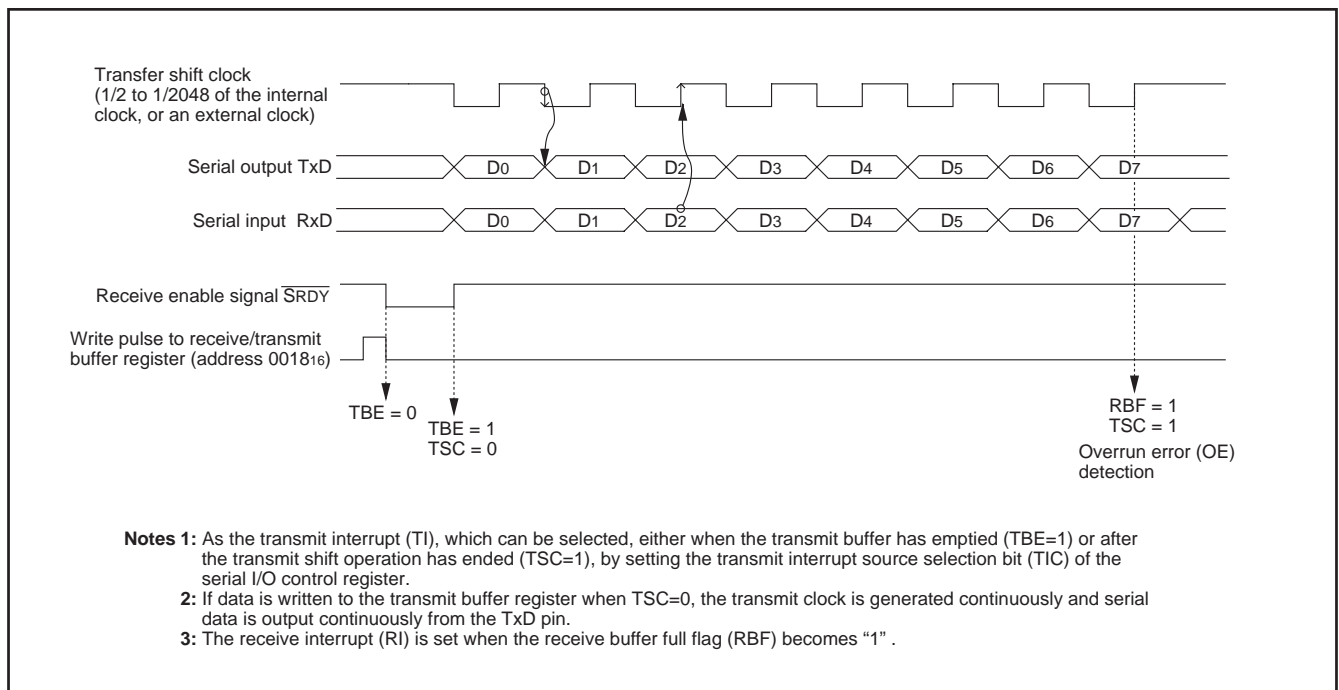 Transfer shift clock
(1/2 to 1/2048 of the internal
clock, or an external clock)
Serial output TxD
D0 D1 D2 D3 D4 D5 D6 D7
Serial input RxD
D0 D1 D2 D3 D4 D5 D6 D7
Receive enable signal SRDY
Write pulse to receive/transmit
buffer register (address 001816)
TBE = 0
TBE = 1
TSC = 0
RBF = 1
TSC = 1
Overrun error (OE)
detection
Notes 1: As the transmit interrupt (TI), which can be selected, either when the transmit buffer has emptied (TBE=1) or after
the transmit shift operation has ended (TSC=1), by setting the transmit interrupt source selection bit (TIC) of the
serial I/O control register.
2: If data is written to the transmit buffer register when TSC=0, the transmit clock is generated continuously and serial
data is output continuously from the TxD pin.
3: The receive interrupt (RI) is set when the receive buffer full flag (RBF) becomes “1” .